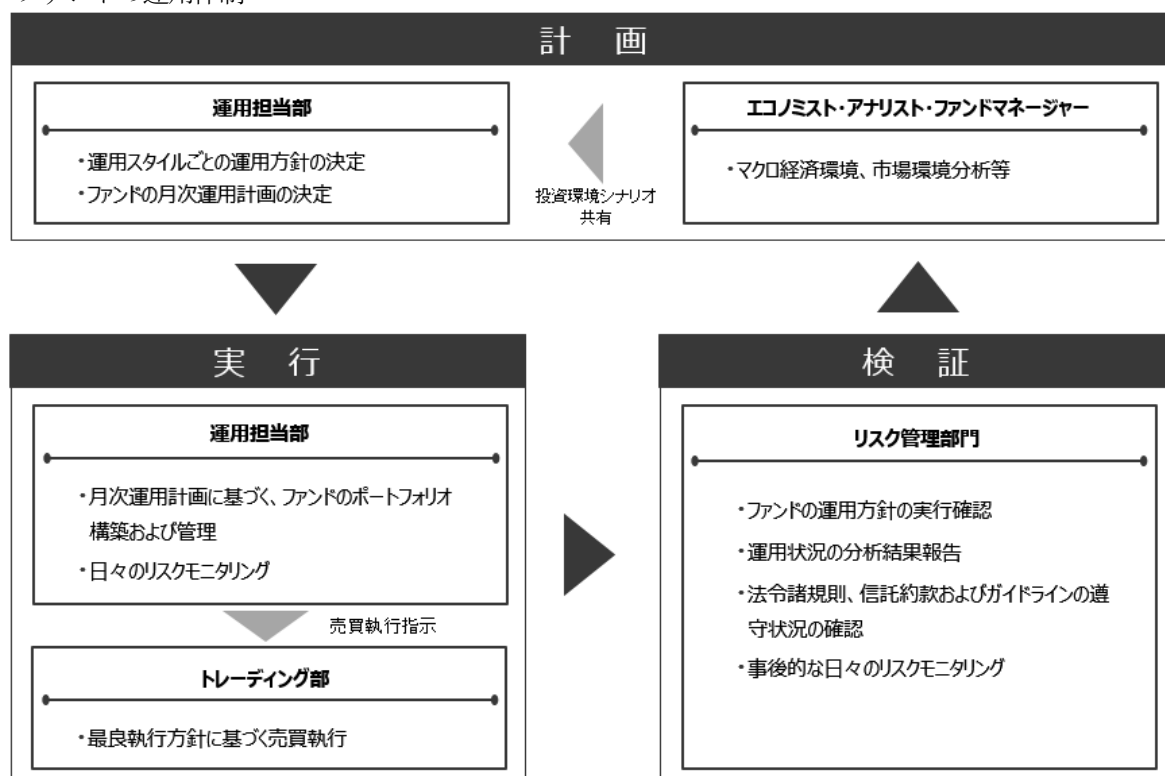 計 画
運用担当部
・運用スタイルごとの運用方針の決定
・ファンドの月次運用計画の決定
投資環境シナリオ
共有
エコノミスト・アナリスト・ファンドマネージャー
・マクロ経済環境、市場環境分析等
実 行
運用担当部
・月次運用計画に基づく、ファンドのポートフォリオ
構築および管理
・日々のリスクモニタリング
売買執行指示
トレーディング部
・最良執行方針に基づく売買執行
検 証
リスク管理部門
・ファンドの運用方針の実行確認
・運用状況の分析結果報告
・法令諸規則、信託約款およびガイドラインの遵
守状況の確認
・事後的な日々のリスクモニタリング